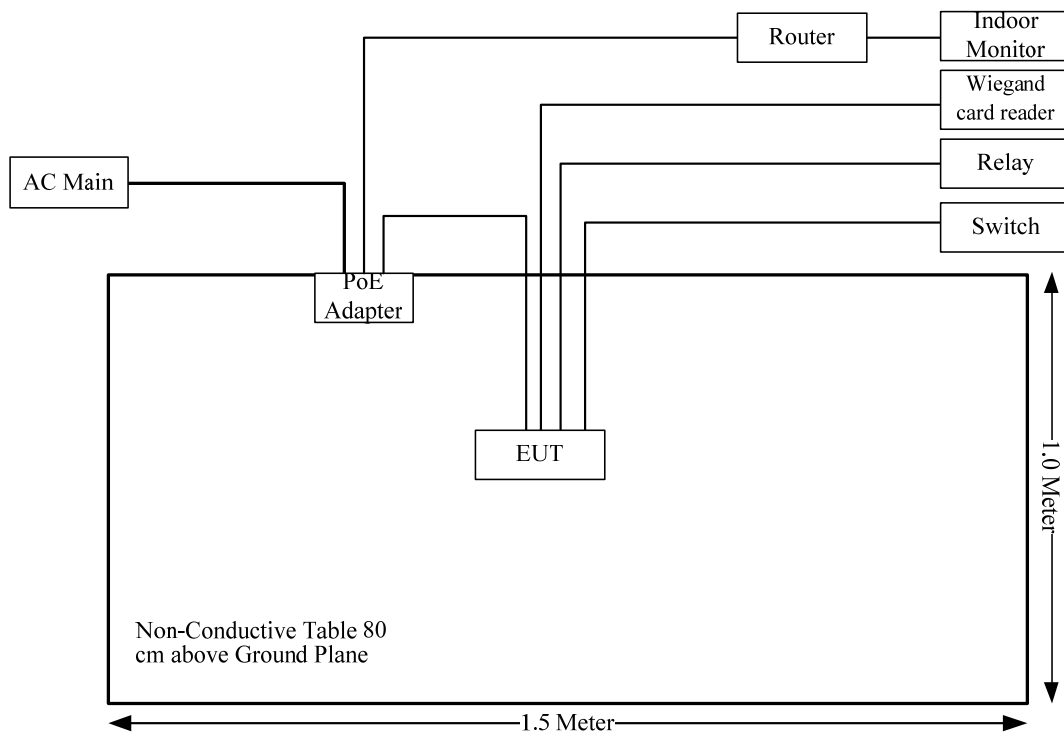 Router
Indoor
Monitor
Wiegand
card reader
AC Main
Relay
Switch
PoE
Adapter
EUT
1.0 Meter
Non-Conductive Table 80
cm above Ground Plane
1.5 Meter